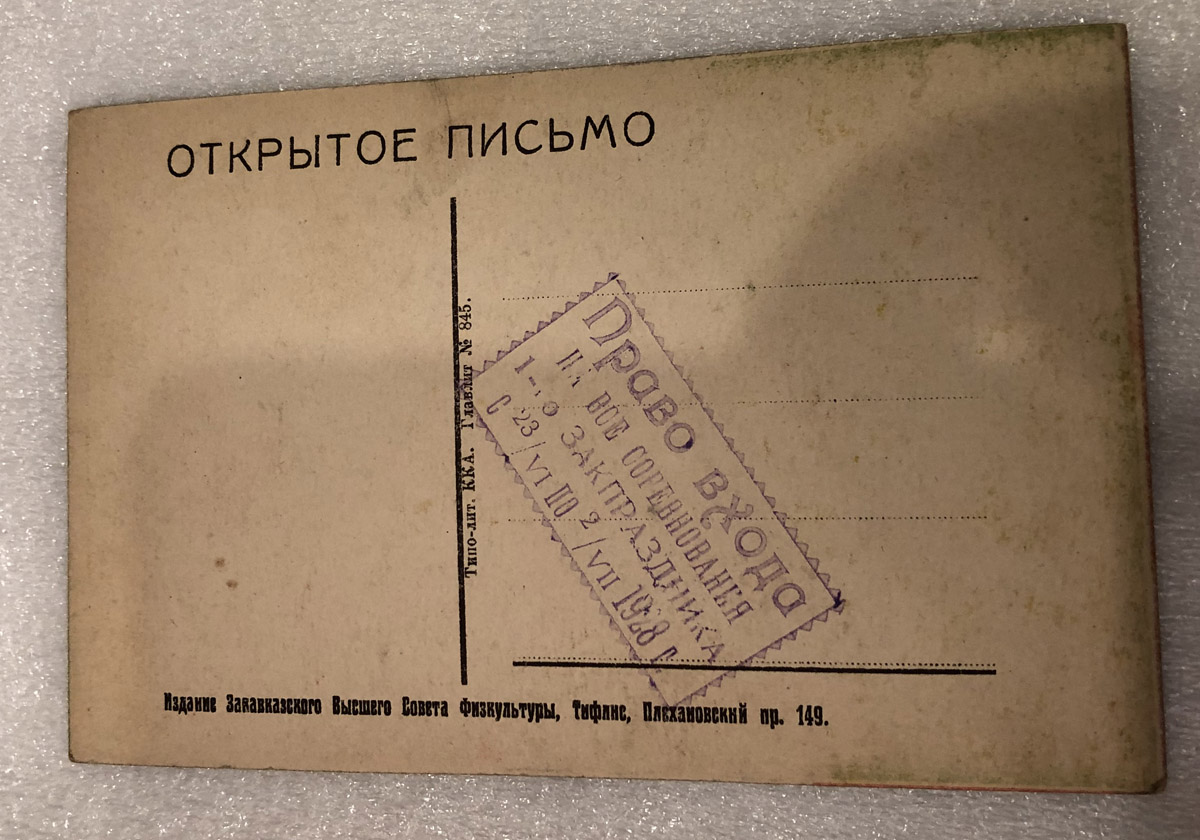 ОТКРЫТОЕ ПИСЬМО
Типо-лит. ККА. Главлит № 845.
Право входа
на все соревнования
1-го ЗАКПРАЗДНИКА
с 23/VI по 2/VII 1928 г.
Издание Закавказского Высшего Совета Физкультуры, Тифлис, Плехановский пр. 149.